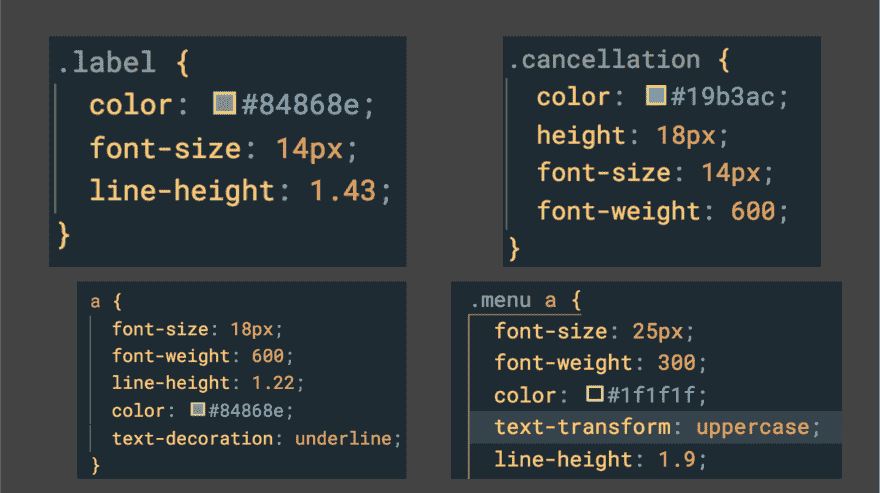 .label {
color: #84868e;
font-size: 14px;
line-height: 1.43;
}
.cancellation {
color: #19b3ac;
height: 18px;
font-size: 14px;
font-weight: 600;
}
a {
font-size: 18px;
font-weight: 600;
line-height: 1.22;
color: #84868e;
text-decoration: underline;
}
.menu a {
font-size: 25px;
font-weight: 300;
color: #1f1f1f;
text-transform: uppercase;
line-height: 1.9;